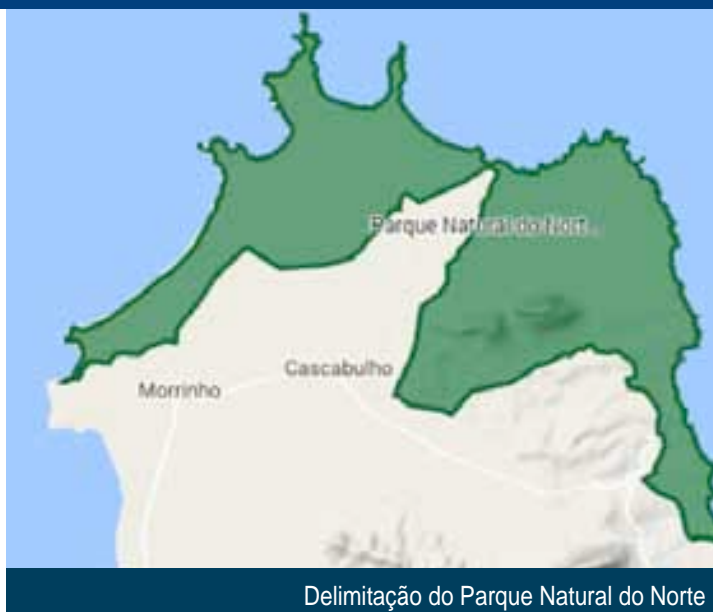 Parque Natural do Nort...
Cascabulho
Morrinho
Delimitação do Parque Natural do Norte